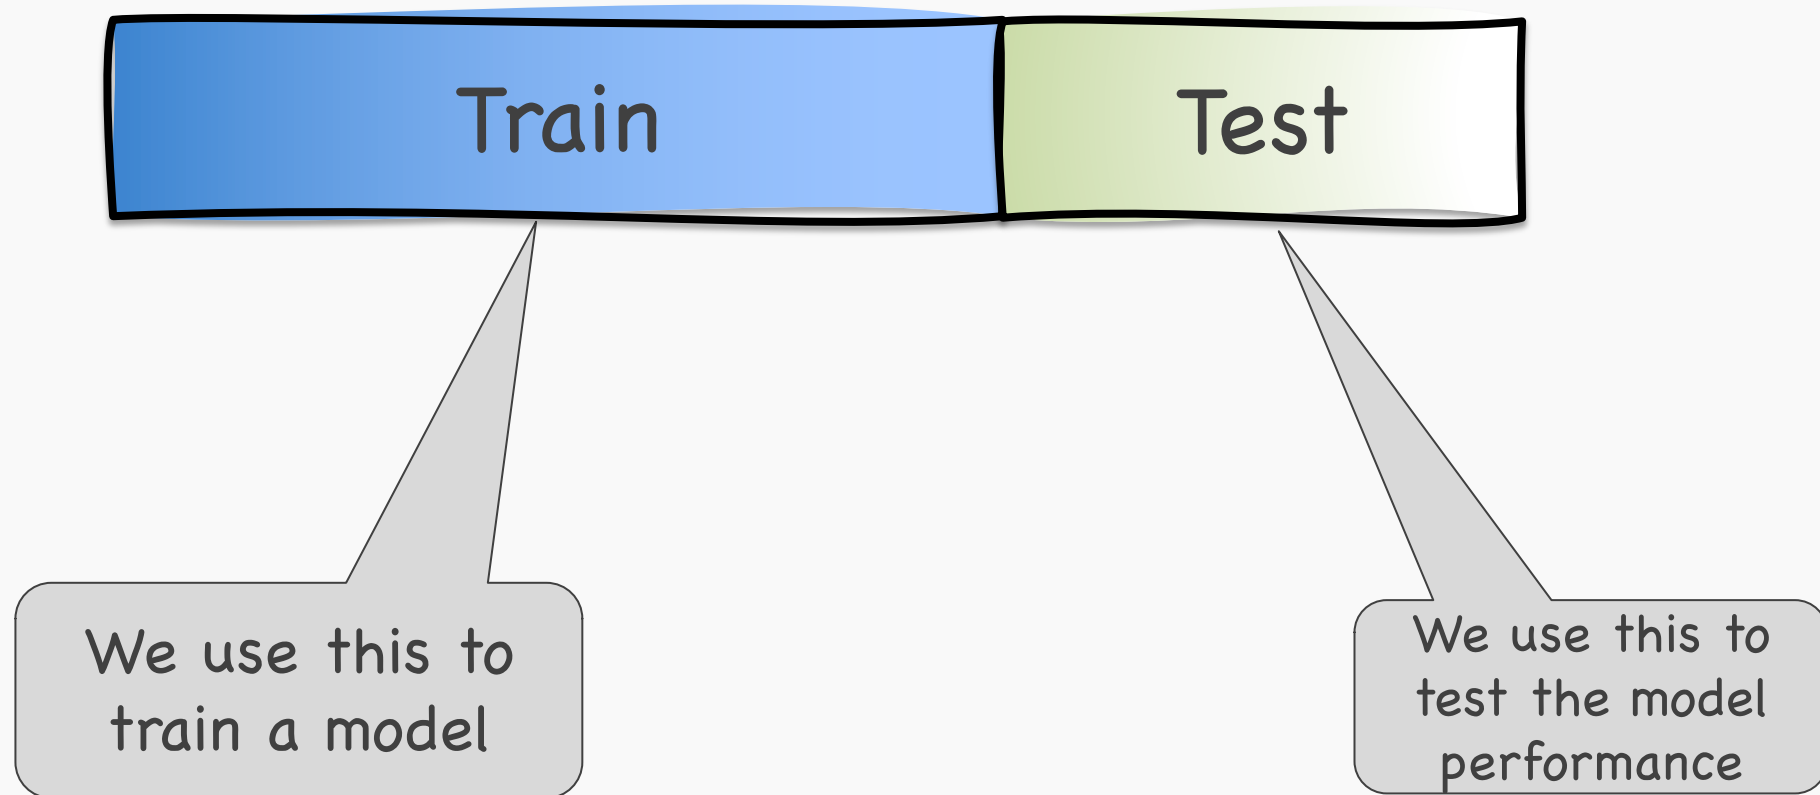 Train
Test
We use this to
train a model
We use this to
test the model
performance